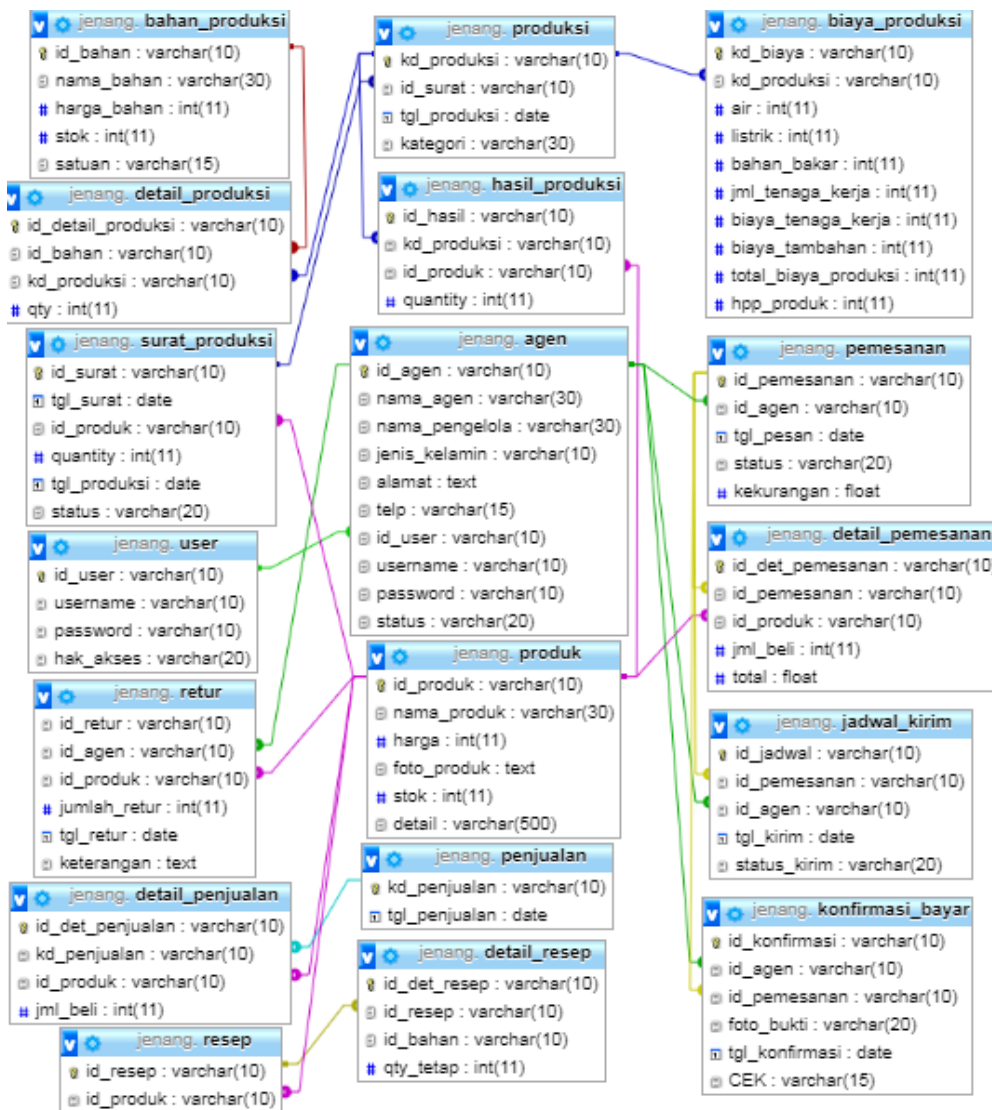 jenang. bahan_produksi
id_bahan : varchar(10)
nama_bahan : varchar(30)
# harga_bahan : int(11)
# stok : int(11)
satuan : varchar(15)
jenang. detail_produksi
id_detail_produksi : varchar(10)
id_bahan : varchar(10)
kd_produksi : varchar(10)
# qty : int(11)
jenang. surat_produksi
id_surat : varchar(10)
tgl_surat : date
id_produk : varchar(10)
# quantity : int(11)
tgl_produksi : date
status : varchar(20)
jenang. user
id_user : varchar(10)
username : varchar(10)
password : varchar(10)
hak_akses : varchar(20)
jenang. retur
id_retur : varchar(10)
id_agen : varchar(10)
id_produk : varchar(10)
# jumlah_retur : int(11)
tgl_retur : date
keterangan : text
jenang. detail_penjualan
id_det_penjualan : varchar(10)
kd_penjualan : varchar(10)
id_produk : varchar(10)
# jml_beli : int(11)
jenang. resep
id_resep : varchar(10)
id_produk : varchar(10)
jenang. produksi
kd_produksi : varchar(10)
id_surat : varchar(10)
tgl_produksi : date
kategori : varchar(30)
jenang. hasil_produksi
id_hasil : varchar(10)
kd_produksi : varchar(10)
id_produk : varchar(10)
# quantity : int(11)
jenang. agen
id_agen : varchar(10)
nama_agen : varchar(30)
nama_pengelola : varchar(30)
jenis_kelamin : varchar(10)
alamat : text
telp : varchar(15)
id_user : varchar(10)
username : varchar(10)
password : varchar(10)
status : varchar(20)
jenang. produk
id_produk : varchar(10)
nama_produk : varchar(30)
# harga : int(11)
foto_produk : text
# stok : int(11)
detail : varchar(500)
jenang. penjualan
kd_penjualan : varchar(10)
tgl_penjualan : date
jenang. detail_resep
id_det_resep : varchar(10)
id_resep : varchar(10)
id_bahan : varchar(10)
# qty_tetap : int(11)
jenang. biaya_produksi
kd_biaya : varchar(10)
kd_produksi : varchar(10)
# air : int(11)
# listrik : int(11)
# bahan_bakar : int(11)
# jml_tenaga_kerja : int(11)
# biaya_tenaga_kerja : int(11)
# biaya_tambahan : int(11)
# total_biaya_produksi : int(11)
# hpp_produk : int(11)
jenang. pemesanan
id_pemesanan : varchar(10)
id_agen : varchar(10)
tgl_pesan : date
status : varchar(20)
# kekurangan : float
jenang. detail_pemesanan
id_det_pemesanan : varchar(10)
id_pemesanan : varchar(10)
id_produk : varchar(10)
# jml_beli : int(11)
# total : float
jenang. jadwal_kirim
id_jadwal : varchar(10)
id_pemesanan : varchar(10)
id_agen : varchar(10)
tgl_kirim : date
status_kirim : varchar(20)
jenang. konfirmasi_bayar
id_konfirmasi : varchar(10)
id_agen : varchar(10)
id_pemesanan : varchar(10)
foto_bukti : varchar(20)
tgl_konfirmasi : date
CEK : varchar(15)